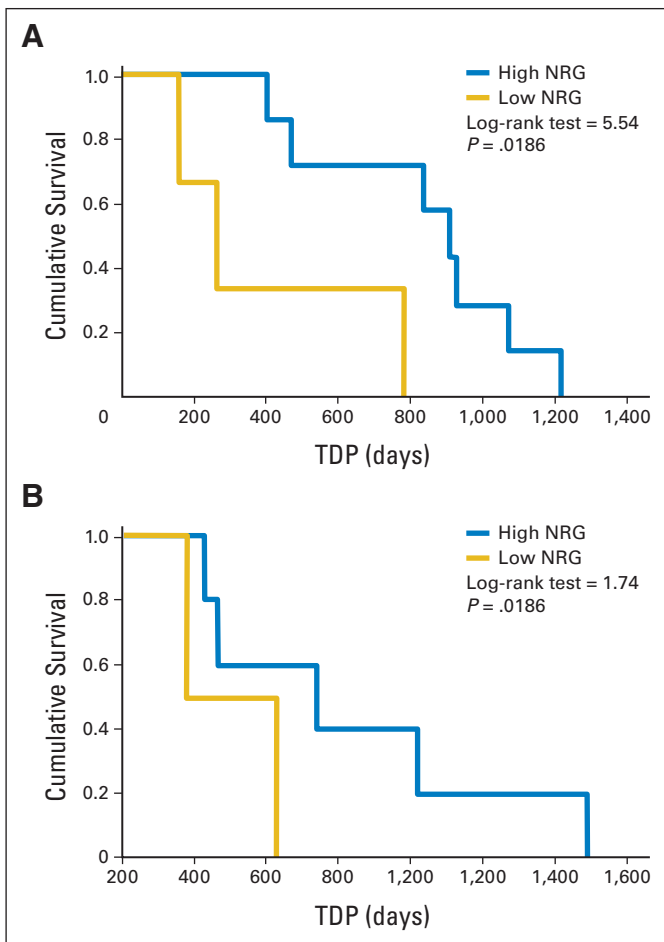 A
1.0
0.8
0.6
0.4
0.2
Cumulative Survival
High NRG
Low NRG
Log-rank test = 5.54
P = .0186
0 200 400 600 800 1,000 1,200 1,400
TDP (days)
B
1.0
0.8
0.6
0.4
0.2
0
Cumulative Survival
High NRG
Low NRG
Log-rank test = 1.74
P = .0186
200 400 600 800 1,200 1,400 1,500 1,600
TDP (days)